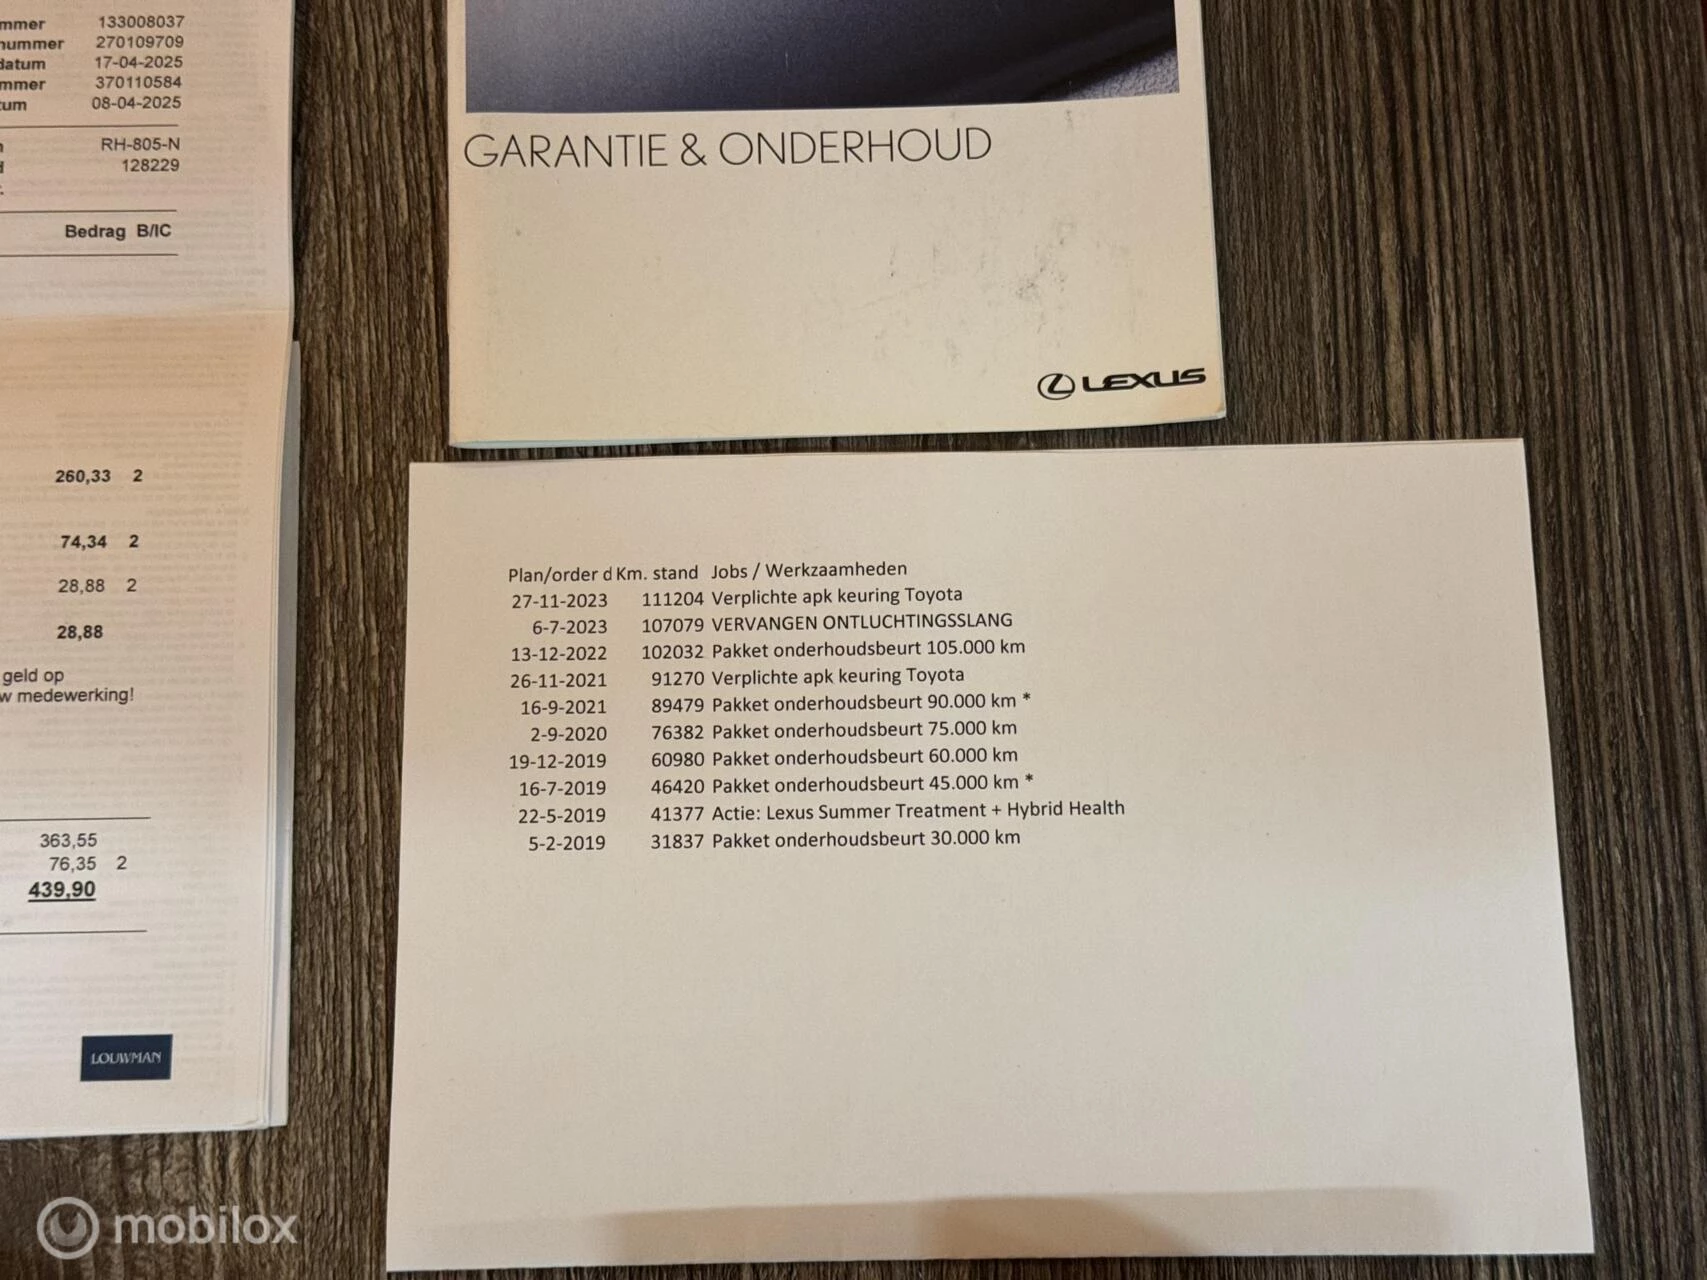 mmer 133008037
nummer 270109709
datum 17-04-2025
mmer 370110584
tum 08-04-2025
RH-805-N
128229
Bedrag B/IC
260,33 2
74,34 2
28,88 2
28,88
geld op
w medewerking!
363,55
76,35 2
439,90
LOUWMAN
GARANTIE & ONDERHOUD
LEXUS
Plan/order d Km. stand Jobs / Werkzaamheden
27-11-2023 111204 Verplichte apk keuring Toyota
6-7-2023 107079 VERVANGEN ONTLUCHTINGSSLANG
13-12-2022 102032 Pakket onderhoudsbeurt 105.000 km
26-11-2021 91270 Verplichte apk keuring Toyota
16-9-2021 89479 Pakket onderhoudsbeurt 90.000 km *
2-9-2020 76382 Pakket onderhoudsbeurt 75.000 km
19-12-2019 60980 Pakket onderhoudsbeurt 60.000 km
16-7-2019 46420 Pakket onderhoudsbeurt 45.000 km *
22-5-2019 41377 Actie: Lexus Summer Treatment + Hybrid Health
5-2-2019 31837 Pakket onderhoudsbeurt 30.000 km
mobilox